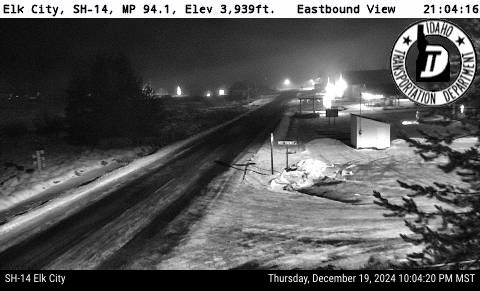 Elk City, SH-14, MP 94.1, Elev 3,939ft. Eastbound View 21:04:16
IDAHO
TRANSPORTATION DEPARTMENT
SH-14 Elk City Thursday, December 19, 2024 10:04:20 PM MST